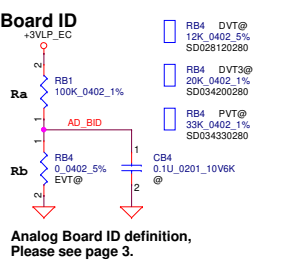 Board ID
+3VLP_EC
2
Ra
RB1
100K_0402_1%
1
AD_BID
1
Rb
RB4
0_0402_5%
EVT@
2
1
CB4
0.1U_0201_10V6K
@
2
RB4 DVT@
12K_0402_5%
SD028120280
RB4 DVT3@
20K_0402_1%
SD034200280
RB4 PVT@
33K_0402_1%
SD034330280
Analog Board ID definition,
Please see page 3.